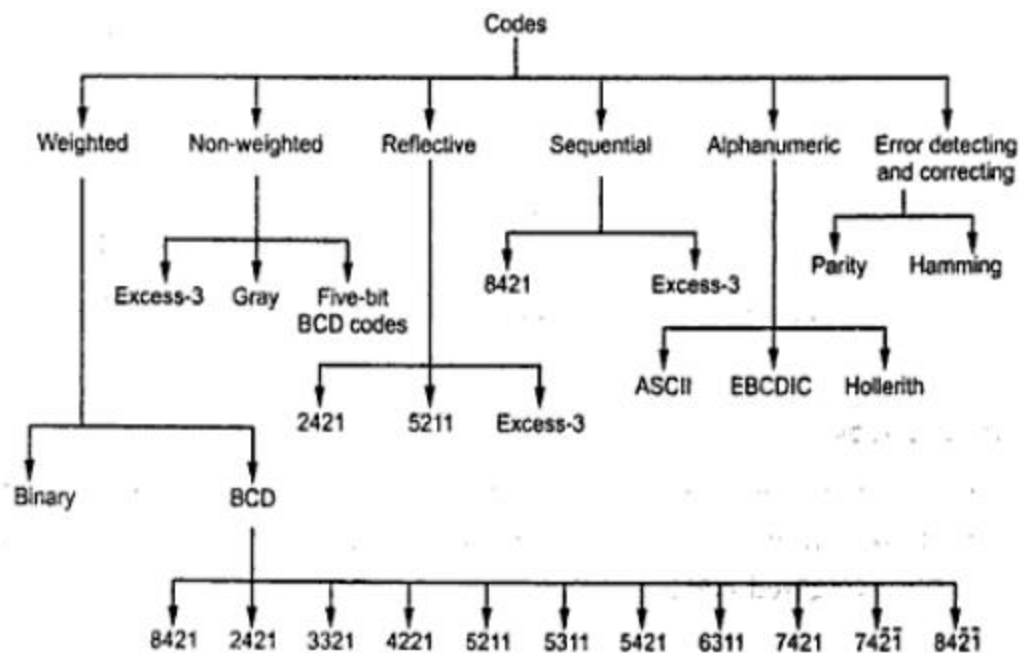 Codes
Weighted
Non-weighted
Reflective
Sequential
Alphanumeric
Error detecting
and correcting
Excess-3
Gray
Five-bit
BCD codes
8421
Excess-3
Parity
Hamming
2421
5211
Excess-3
ASCII
EBCDIC
Hollerith
Binary
BCD
8421
2421
3321
4221
5211
5311
5421
6311
7421
742̅1̅
842̅1̅